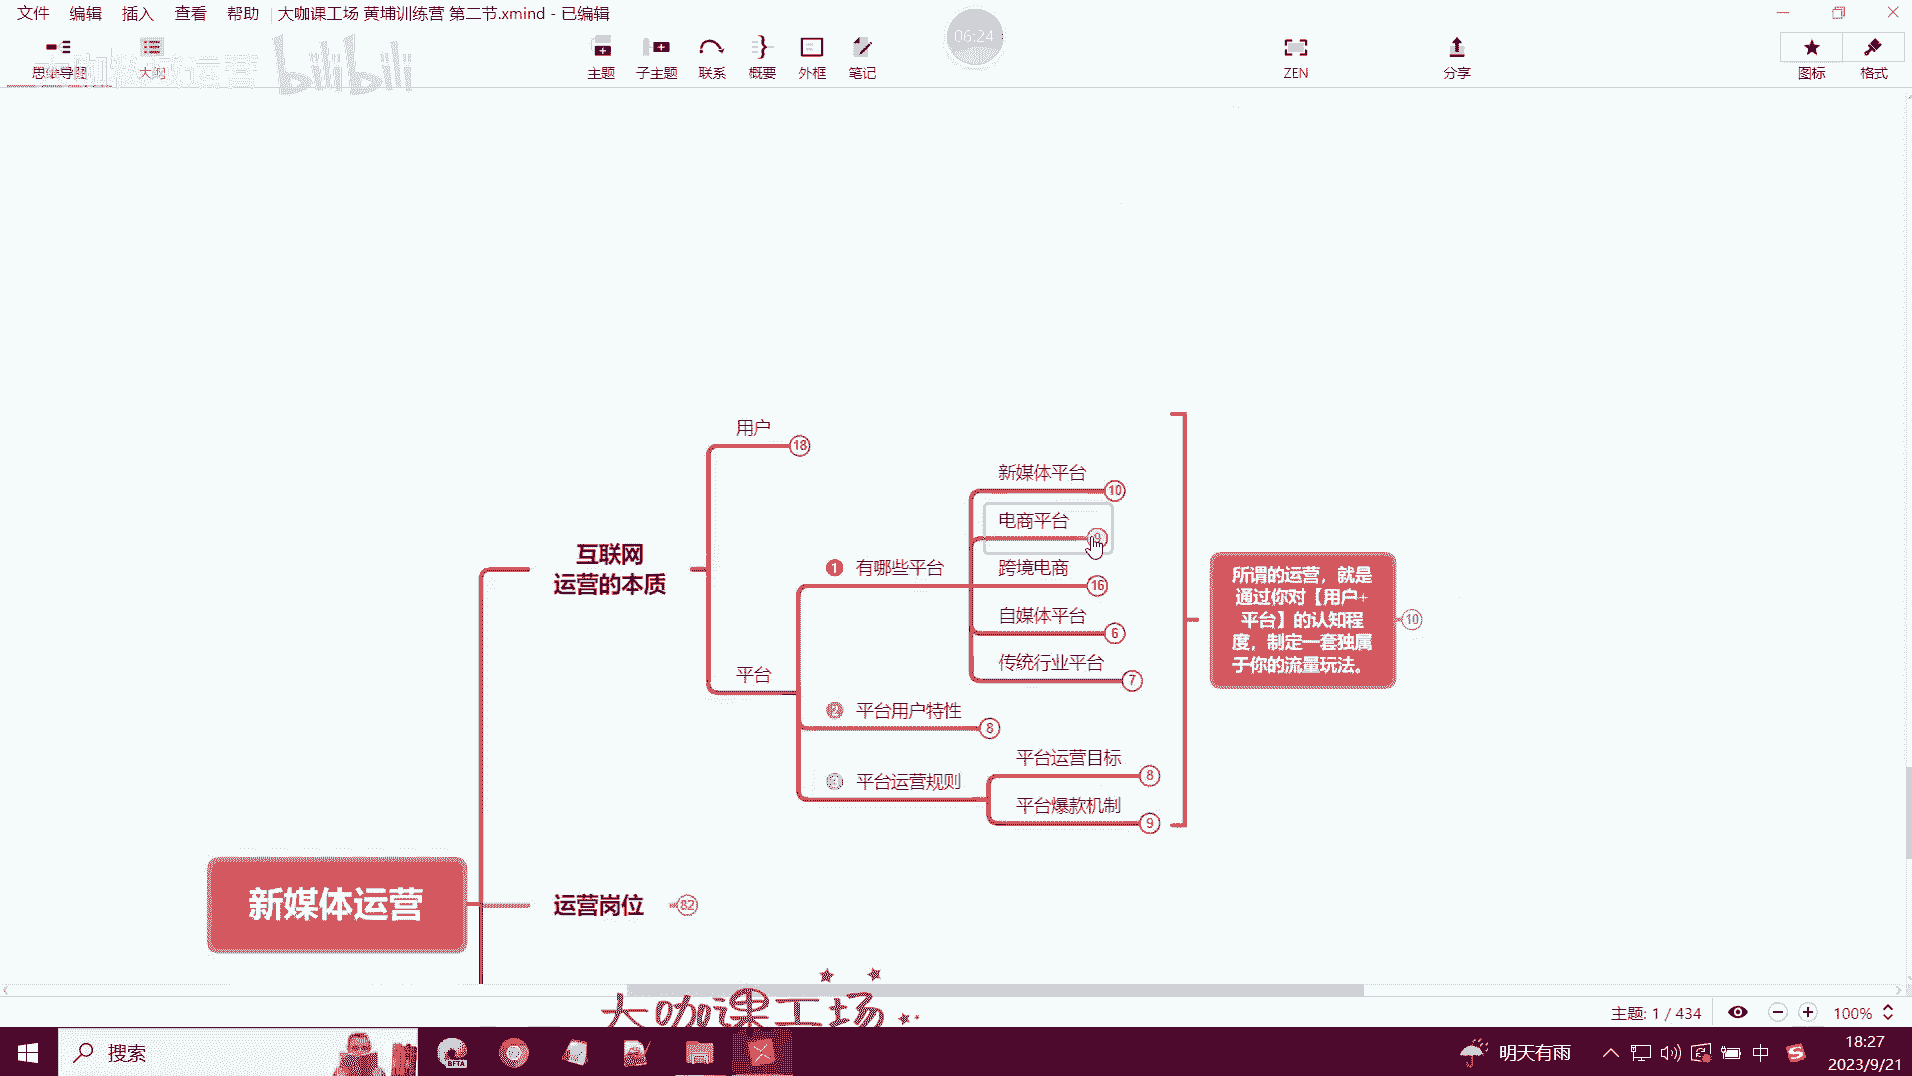 文件 编辑 插入 查看 帮助 大咖课工场 黄埔训练营 第二节.xmind - 已编辑
思维导图 大纲 主题 子主题 联系 概要 外框 笔记 ZEN 分享 图标 格式
bilibili
06:24
用户 18
新媒体平台 10
电商平台 9
互联网
运营的本质
1 有哪些平台
跨境电商 16
自媒体平台 6
传统行业平台 7
平台
2 平台用户特性 8
3 平台运营规则
平台运营目标 8
平台爆款机制 9
所谓的运营，就是
通过你对【用户+
平台】的认知程
度，制定一套独属
于你的流量玩法。
10
新媒体运营
运营岗位 82
大咖课工场
主题: 1 / 434 100%
搜索
BETA
明天有雨
中
18:27
2023/9/21